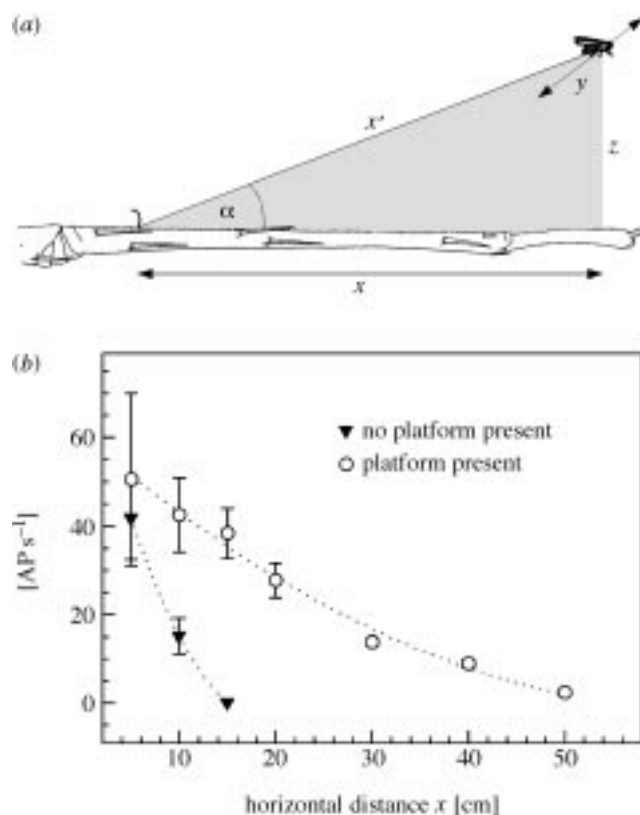 (a)
y
x'
z
α
x
(b)
[AP s⁻¹]
60
40
20
0
▼ no platform present
○ platform present
10 20 30 40 50
horizontal distance x [cm]